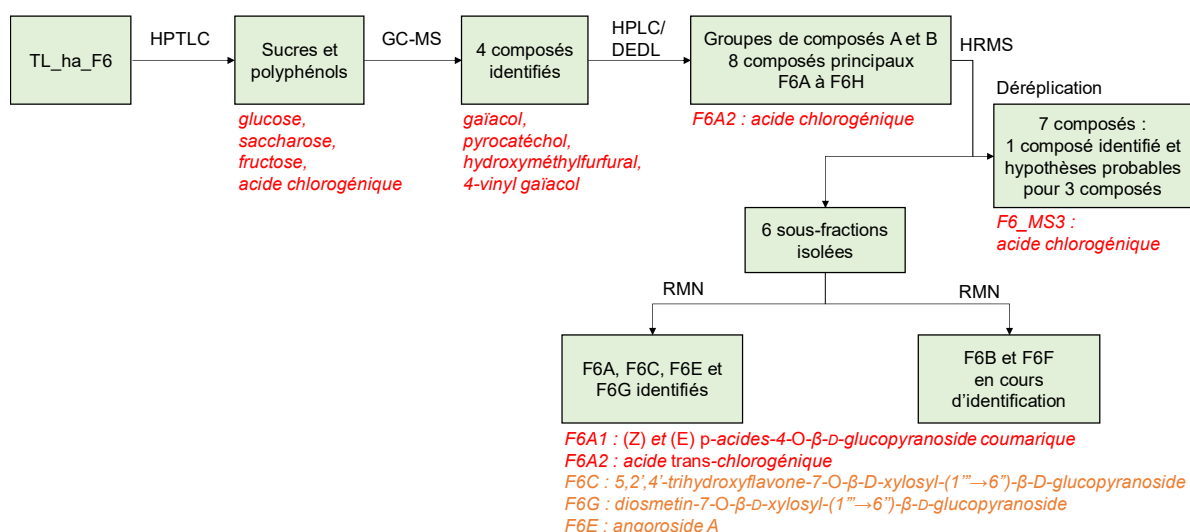 TL_ha_F6
HPTLC
Sucres et
polyphénols
glucose,
saccharose,
fructose,
acide chlorogénique
GC-MS
4 composés
identifiés
gaïacol,
pyrocatéchol,
hydroxyméthylfurfural,
4-vinyl gaïacol
HPLC/
DEDL
Groupes de composés A et B
8 composés principaux
F6A à F6H
F6A2 : acide chlorogénique
HRMS
Déréplication
7 composés :
1 composé identifié et
hypothèses probables
pour 3 composés
F6_MS3 :
acide chlorogénique
6 sous-fractions
isolées
RMN
RMN
F6A, F6C, F6E et
F6G identifiés
F6B et F6F
en cours
d’identification
F6A1 : (Z) et (E) p-acides-4-O-β-D-glucopyranoside coumarique
F6A2 : acide trans-chlorogénique
F6C : 5,2’,4’-trihydroxyflavone-7-O-β-D-xylosyl-(1’’’→6’’)-β-D-glucopyranoside
F6G : diosmetin-7-O-β-D-xylosyl-(1’’’→6’’)-β-D-glucopyranoside
F6E : angoroside A